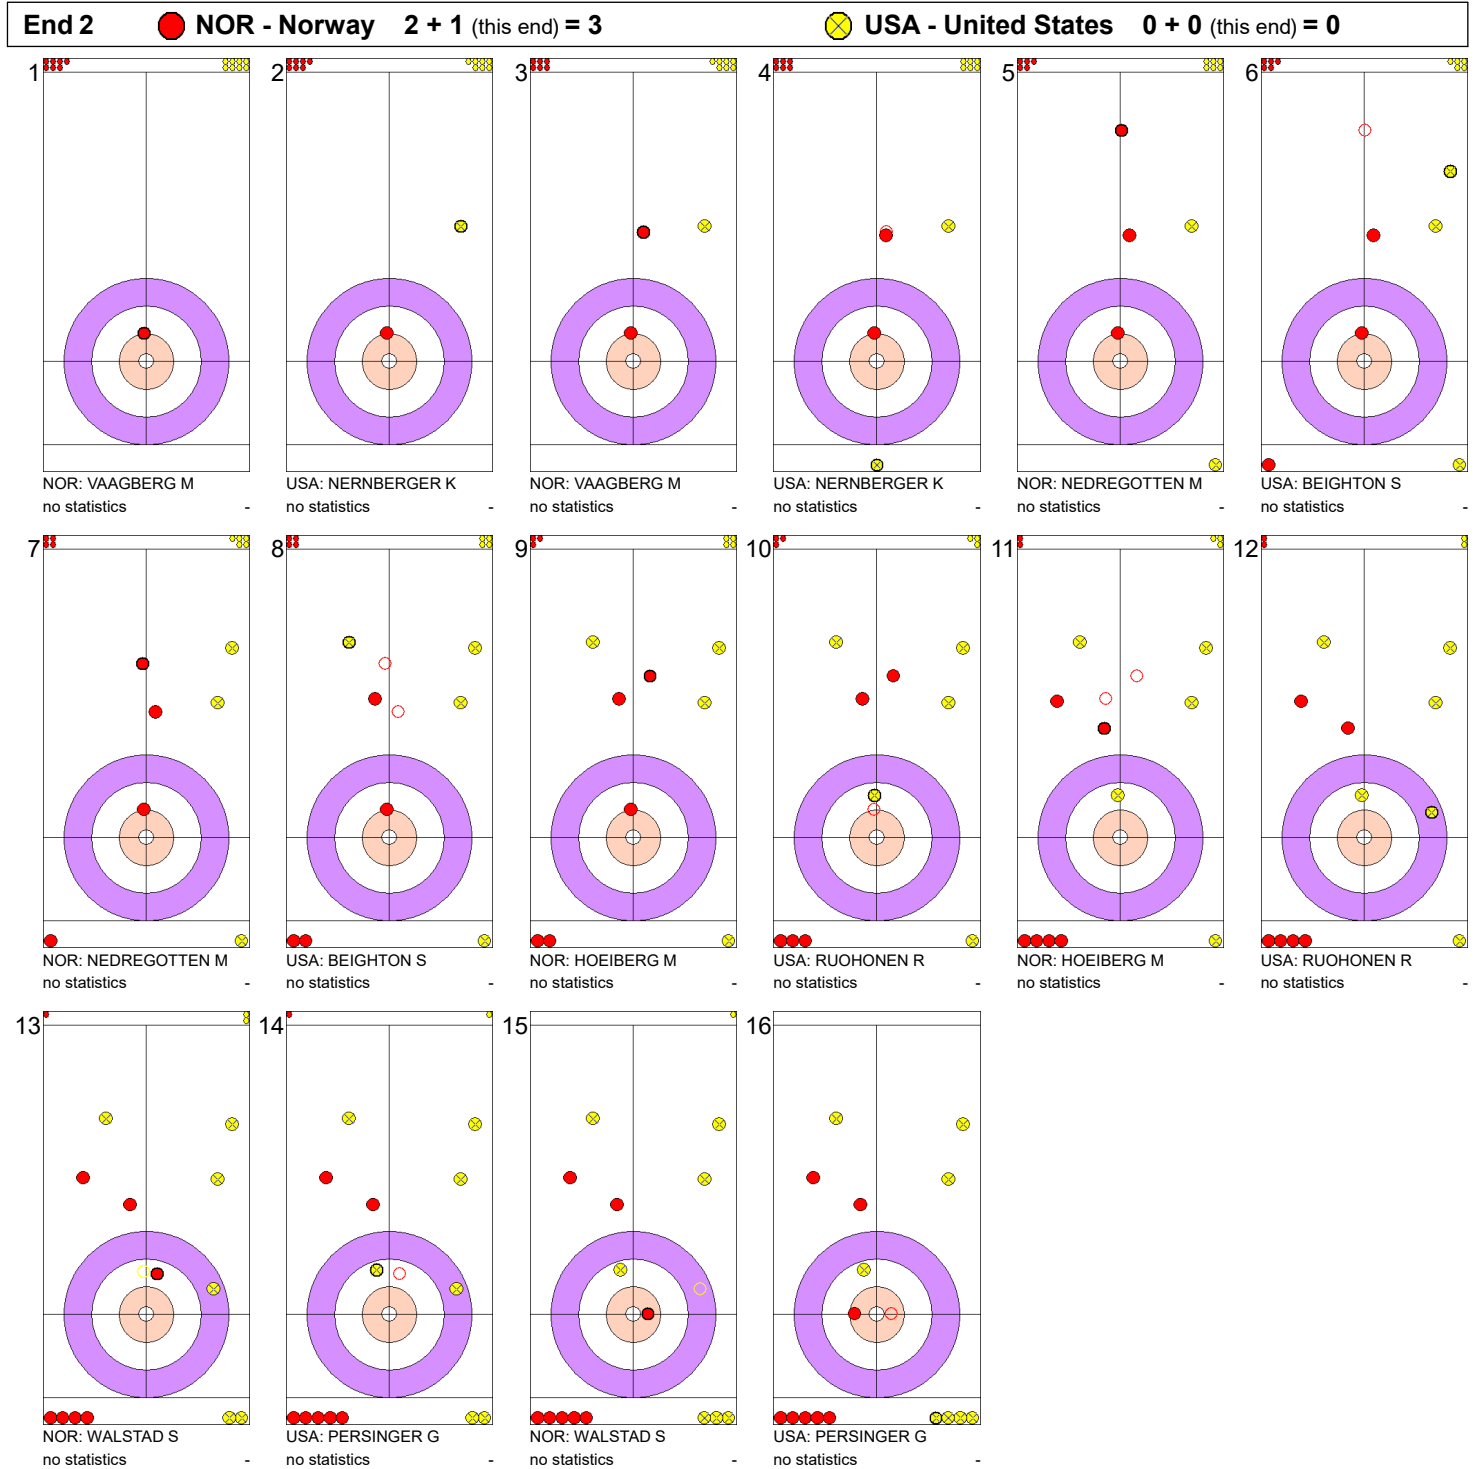 End 2 NOR - Norway 2 + 1 (this end) = 3 USA - United States 0 + 0 (this end) = 0
1 2 3 4 5 6
NOR: VAAGBERG M USA: NERNBERGER K NOR: VAAGBERG M USA: NERNBERGER K NOR: NEDREGOTTEN M USA: BEIGHTON S
no statistics - no statistics - no statistics - no statistics - no statistics - no statistics -
7 8 9 10 11 12
NOR: NEDREGOTTEN M USA: BEIGHTON S NOR: HOEIBERG M USA: RUOHONEN R NOR: HOEIBERG M USA: RUOHONEN R
no statistics - no statistics - no statistics - no statistics - no statistics - no statistics -
13 14 15 16
NOR: WALSTAD S USA: PERSINGER G NOR: WALSTAD S USA: PERSINGER G
no statistics - no statistics - no statistics - no statistics -